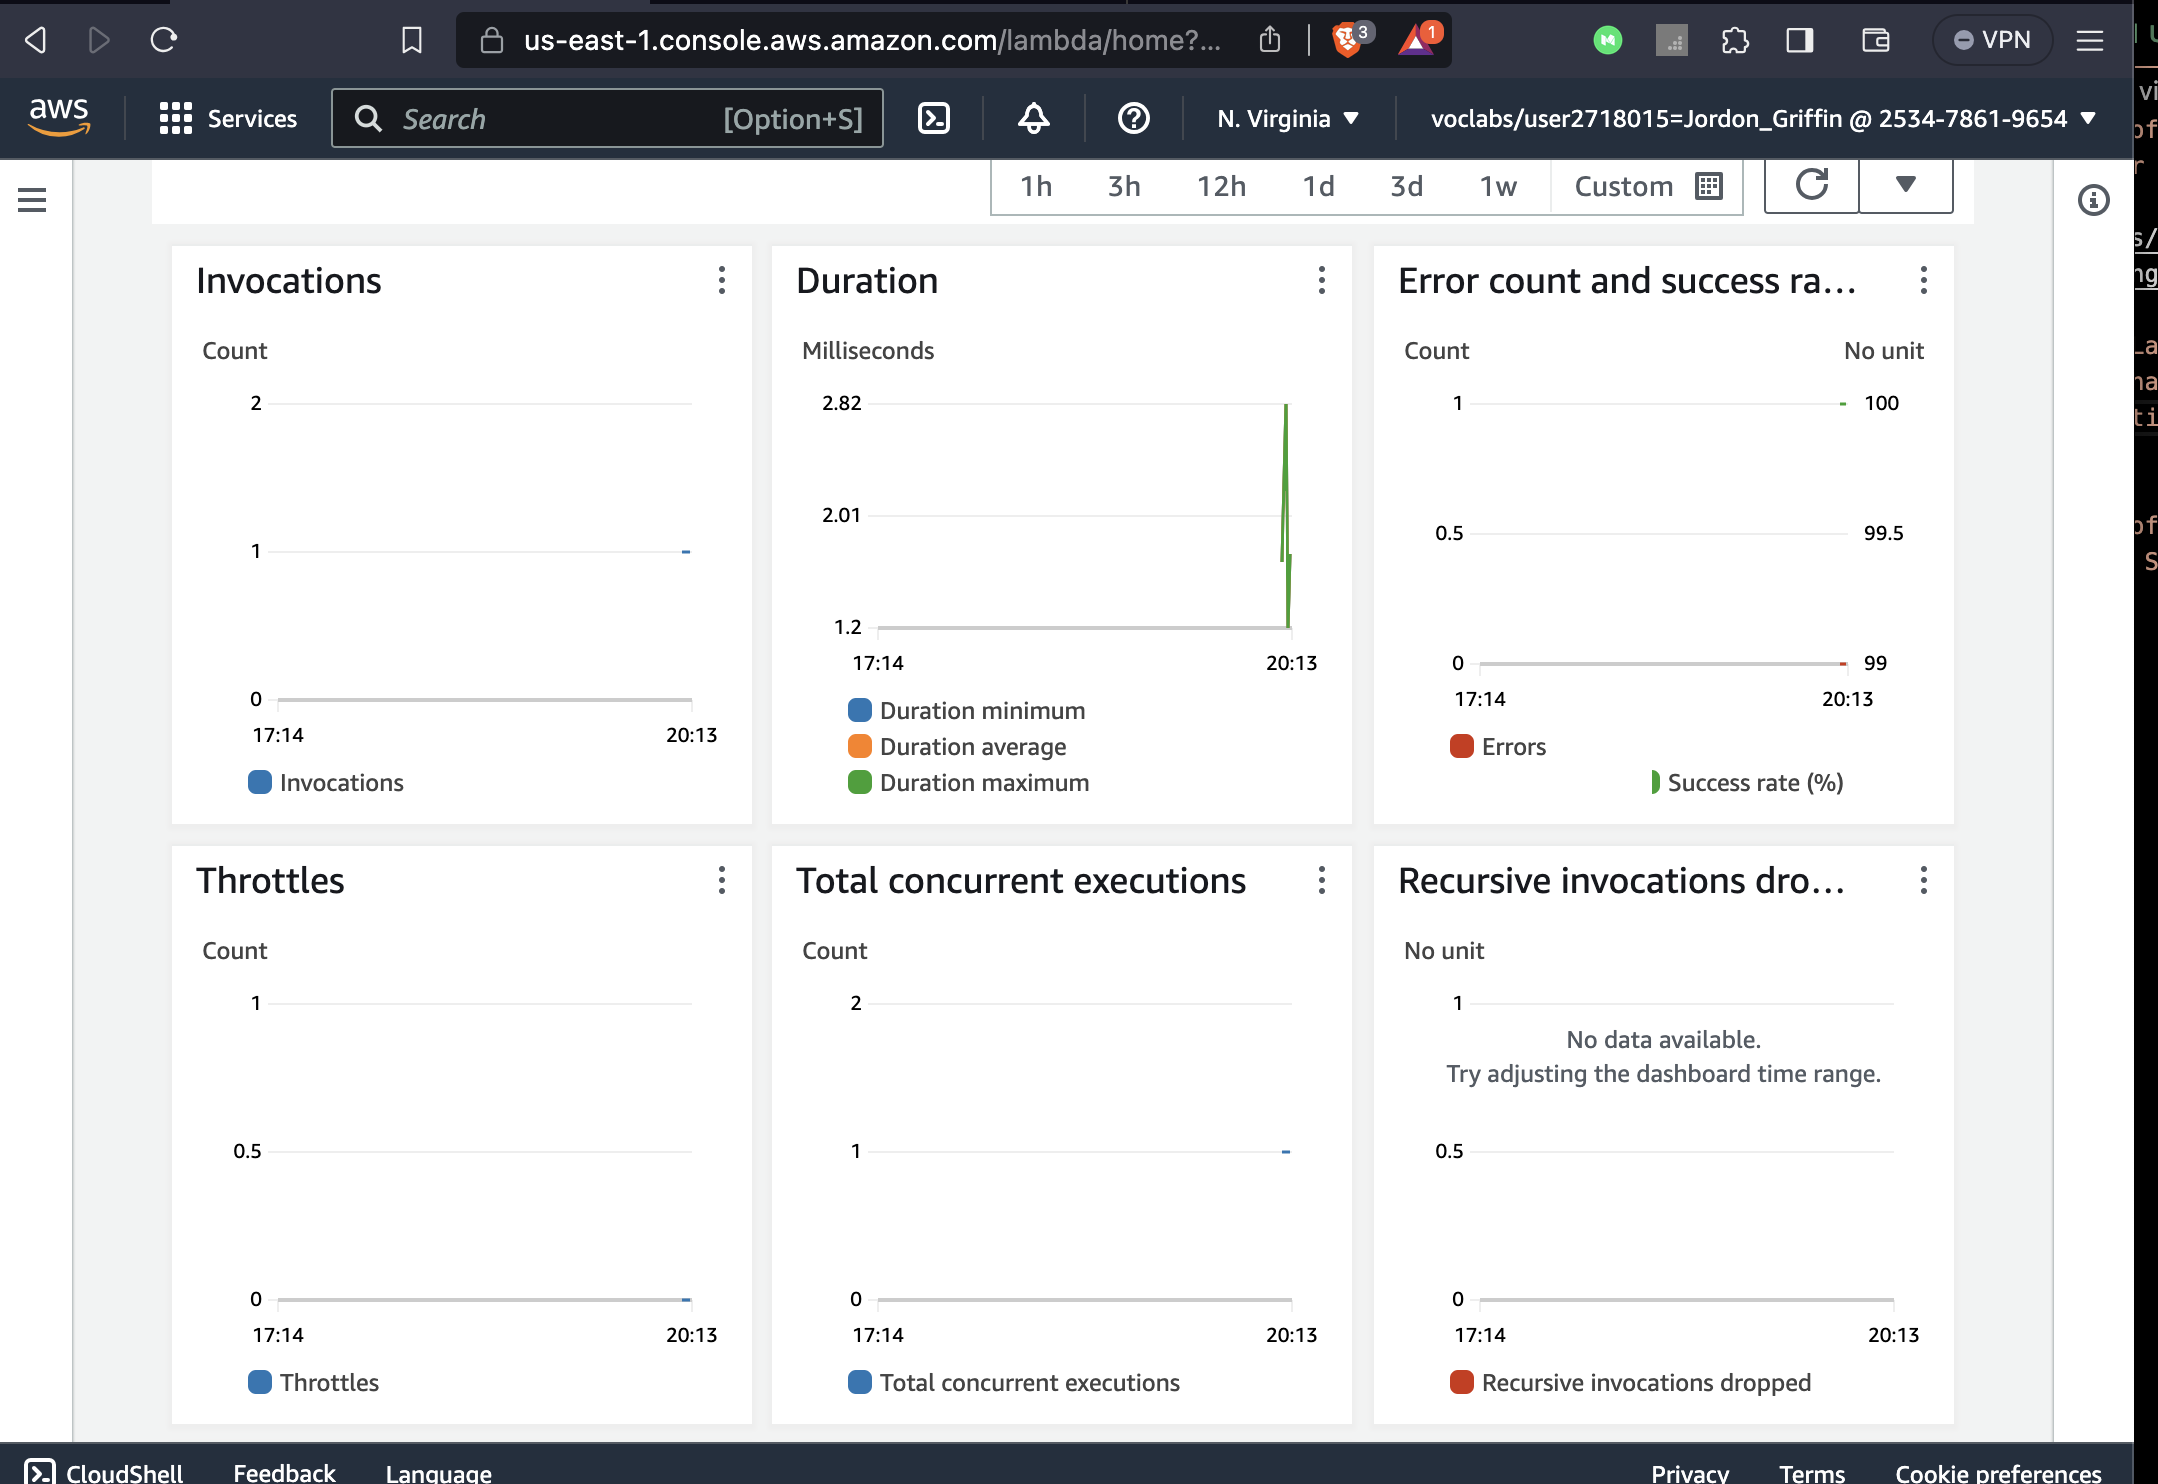 us-east-1.console.aws.amazon.com/lambda/home?...
3
1
VPN
aws
Services
Search
[Option+S]
N. Virginia
voclabs/user2718015=Jordon_Griffin @ 2534-7861-9654
1h 3h 12h 1d 3d 1w Custom
Invocations
Count
2
1
0
17:14 20:13
Invocations
Duration
Milliseconds
2.82
2.01
1.2
17:14 20:13
Duration minimum
Duration average
Duration maximum
Error count and success ra...
Count No unit
1 100
0.5 99.5
0 99
17:14 20:13
Errors
Success rate (%)
Throttles
Count
1
0.5
0
17:14 20:13
Throttles
Total concurrent executions
Count
2
1
0
17:14 20:13
Total concurrent executions
Recursive invocations dro...
No unit
1
No data available.
Try adjusting the dashboard time range.
0.5
0
17:14 20:13
Recursive invocations dropped
CloudShell Feedback Language Privacy Terms Cookie preferences